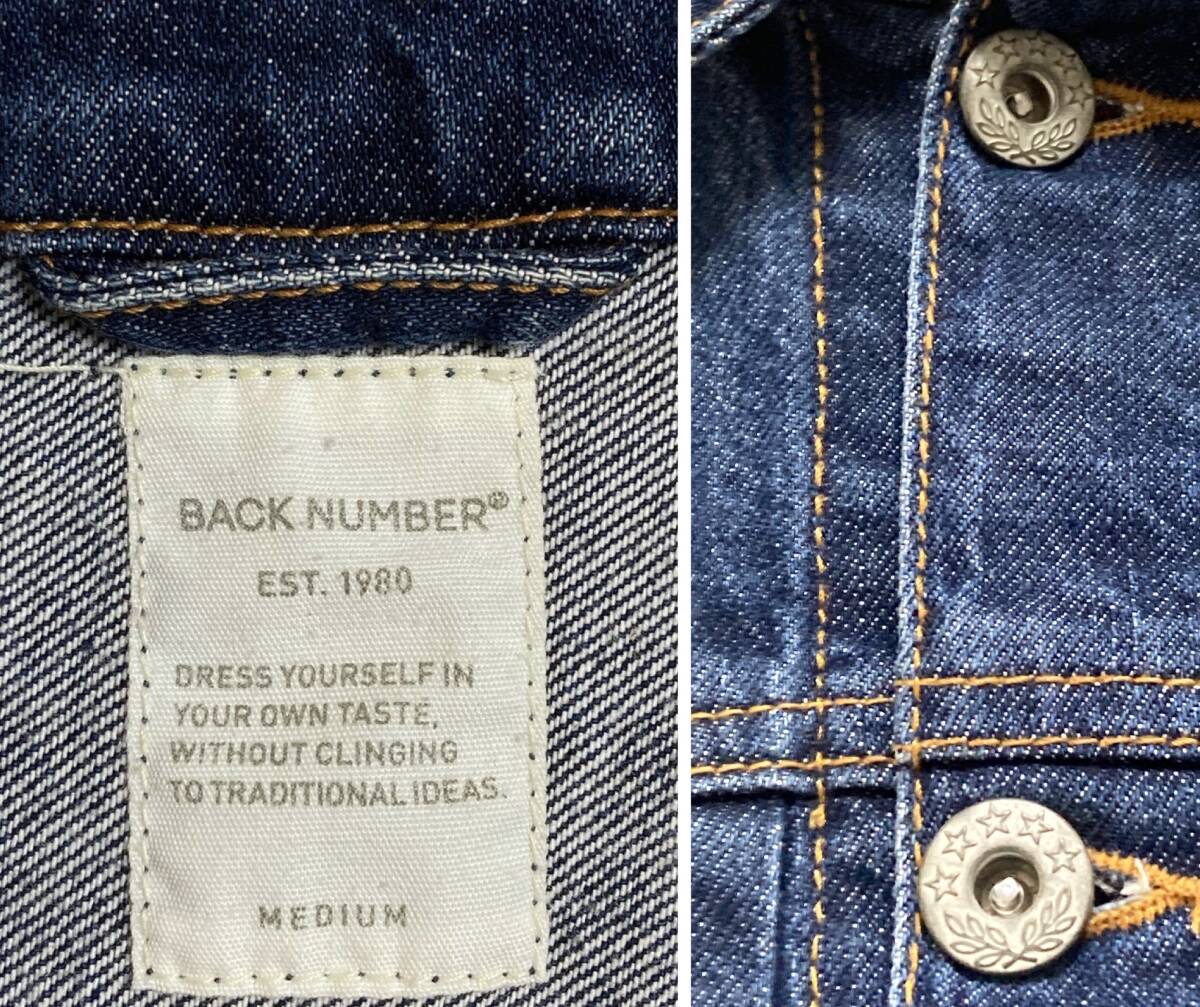 BACK NUMBER®
EST. 1980
DRESS YOURSELF IN
YOUR OWN TASTE,
WITHOUT CLINGING
TO TRADITIONAL IDEAS.
MEDIUM